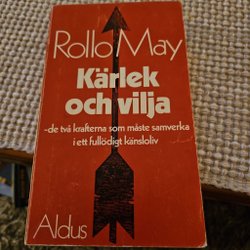 Rollo May
Kärlek
och vilja
-de två krafterna som måste samverka
i ett fullödigt känsloliv
Aldus